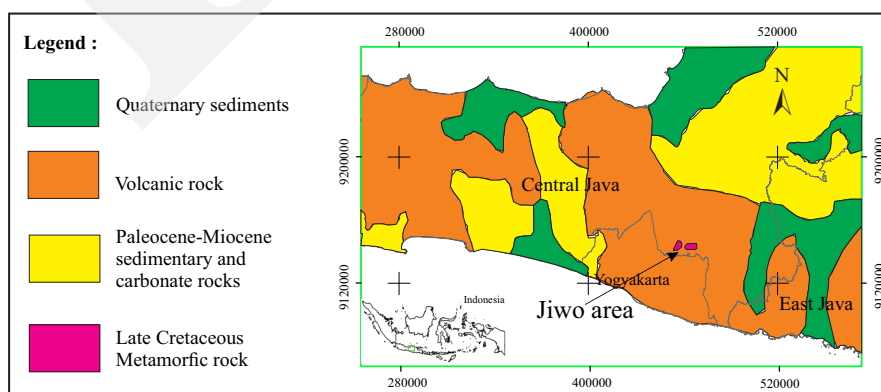 Legend :
Quaternary sediments
Volcanic rock
Paleocene-Miocene
sedimentary and
carbonate rocks
Late Cretaceous
Metamorfic rock
280000
400000
520000
N
9200000
9200000
Central Java
Yogyakarta
9120000
9120000
Jiwo area
East Java
Indonesia
280000
400000
520000